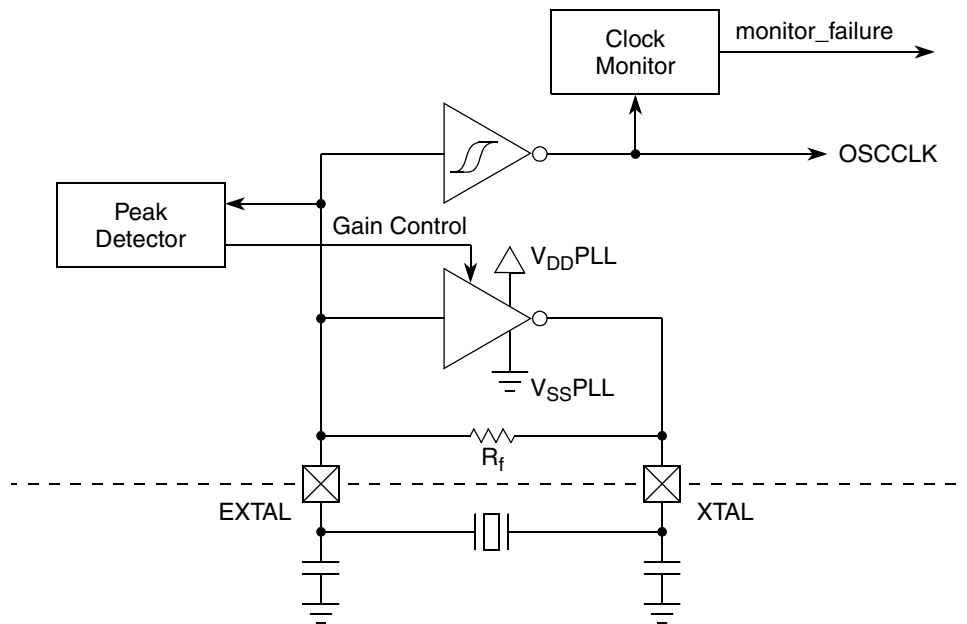 Clock
Monitor
monitor_failure
OSCCLK
Peak
Detector
Gain Control
VDDPLL
VSSPLL
Rf
EXTAL
XTAL